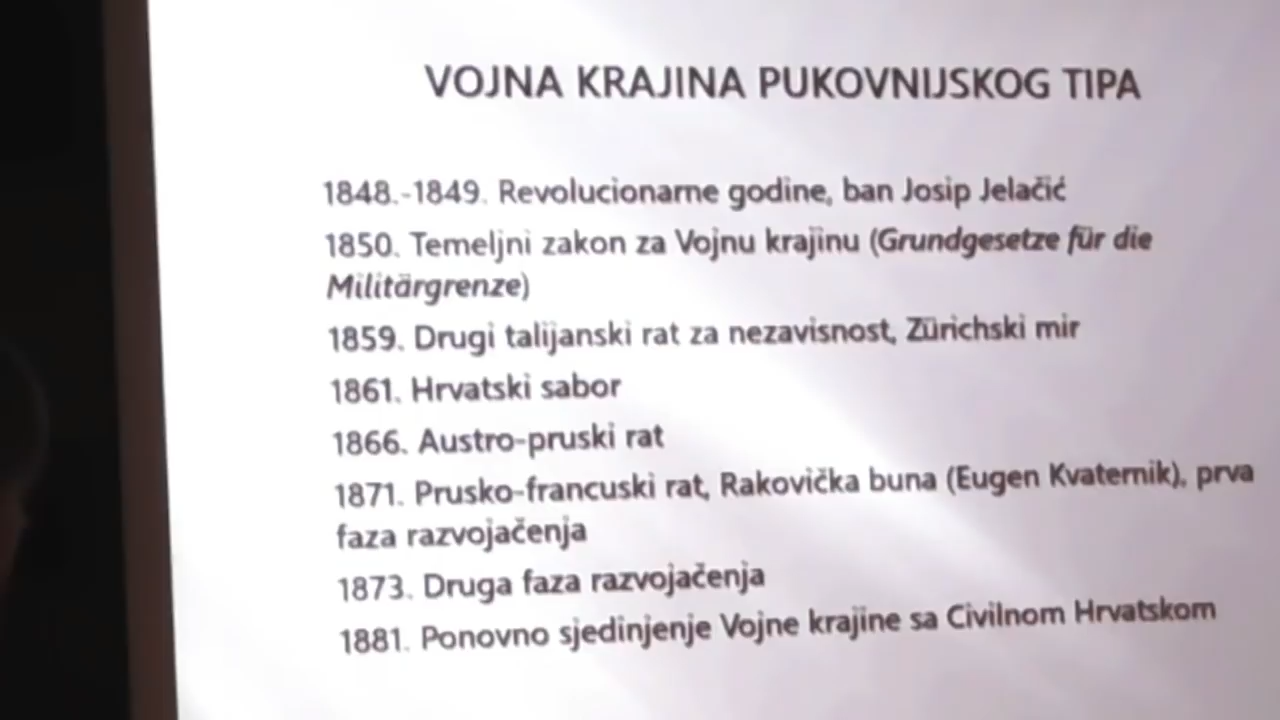 VOJNA KRAJINA PUKOVNIJSKOG TIPA
1848.-1849. Revolucionarne godine, ban Josip Jelačić
1850. Temeljni zakon za Vojnu krajinu (Grundgesetze für die
Militärgrenze)
1859. Drugi talijanski rat za nezavisnost, Zürichski mir
1861. Hrvatski sabor
1866. Austro-pruski rat
1871. Prusko-francuski rat, Rakovička buna (Eugen Kvaternik), prva
faza razvojačenja
1873. Druga faza razvojačenja
1881. Ponovno sjedinjenje Vojne krajine sa Civilnom Hrvatskom